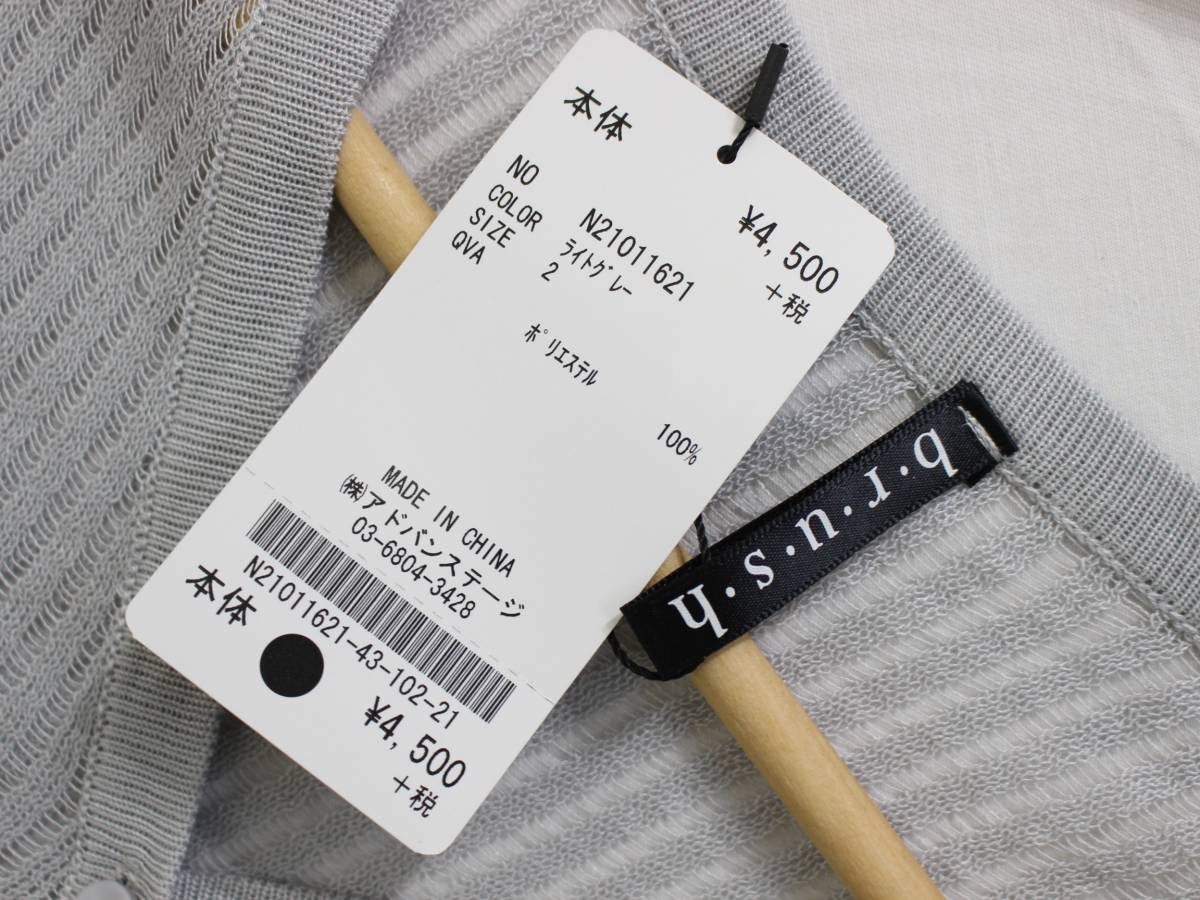 本体
¥4,500
+税
NO N21011621
COLOR ﾗｲﾄｸﾞﾚｰ
SIZE 2
QVA
ﾎﾟﾘｴｽﾃﾙ
100%
MADE IN CHINA
㈱アドバンステージ
03-6804-3428
N21011621-43-102-21
本体
¥4,500
+税
b.r.u.s.h